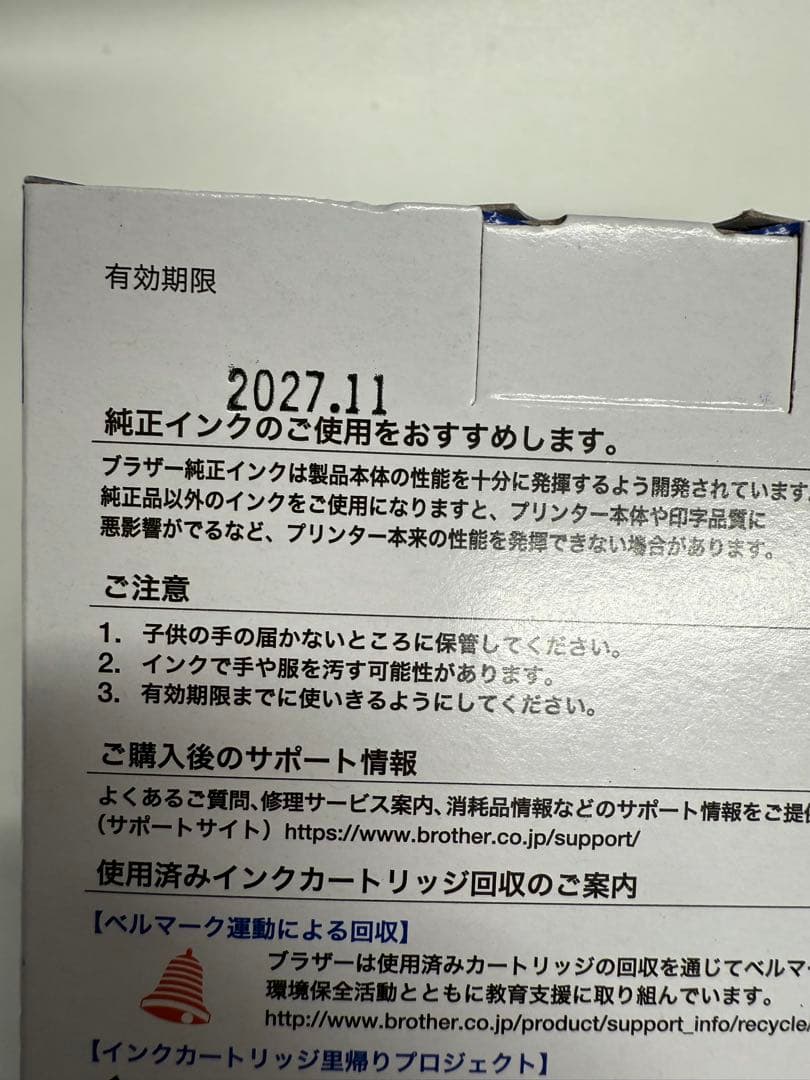 有効期限
2027.11
純正インクのご使用をおすすめします。
ブラザー純正インクは製品本体の性能を十分に発揮するよう開発されています。
純正品以外のインクをご使用になりますと、プリンター本体や印字品質に
悪影響がでるなど、プリンター本来の性能を発揮できない場合があります。
ご注意
1. 子供の手の届かないところに保管してください。
2. インクで手や服を汚す可能性があります。
3. 有効期限までに使いきるようにしてください。
ご購入後のサポート情報
よくあるご質問、修理サービス案内、消耗品情報などのサポート情報をご提供
(サポートサイト) https://www.brother.co.jp/support/
使用済みインクカートリッジ回収のご案内
【ベルマーク運動による回収】
ブラザーは使用済みカートリッジの回収を通じてベルマー
環境保全活動とともに教育支援に取り組んでいます。
http://www.brother.co.jp/product/support_info/recycle/
【インクカートリッジ里帰りプロジェクト】